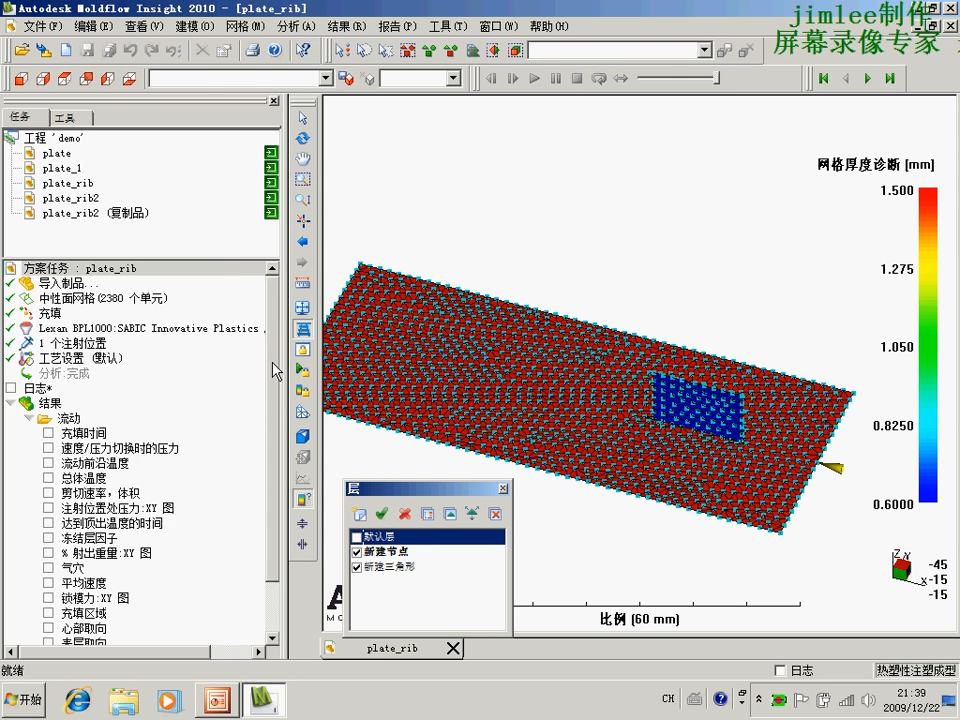 Autodesk Moldflow Insight 2010 - [plate_rib]
jimlee制作
屏幕录像专家
文件(F) 编辑(E) 查看(V) 建模(O) 网格(M) 分析(A) 结果(R) 报告(P) 工具(T) 窗口(W) 帮助(H)
任务 工具
工程 'demo'
plate
plate_1
plate_rib
plate_rib2
plate_rib2 (复制品)
方案任务 : plate_rib
导入制品...
中性面网格(2380 个单元)
充填
Lexan BPL1000:SABIC Innovative Plastics
1 个注射位置
工艺设置 (默认)
分析:完成
日志*
结果
流动
充填时间
速度/压力切换时的压力
流动前沿温度
总体温度
剪切速率, 体积
注射位置处压力:XY 图
达到顶出温度的时间
冻结层因子
% 射出重量:XY 图
气穴
平均速度
锁模力:XY 图
充填区域
心部取向
网格厚度诊断 [mm]
1.500
1.275
1.050
0.8250
0.6000
层
默认层
新建节点
新建三角形
比例 (60 mm)
Z Y
X
-45
-15
-15
plate_rib
就绪
日志
热塑性注塑成型
开始
CH
21:39
2009/12/22